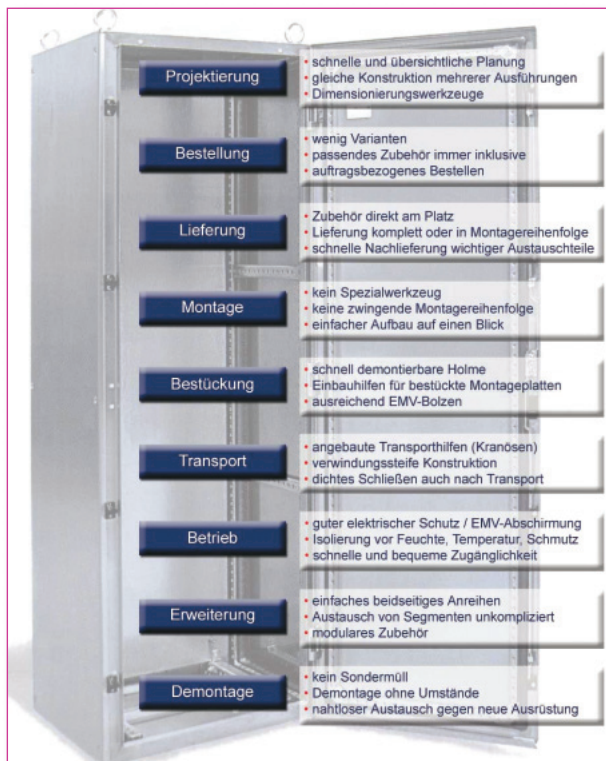 Projektierung
• schnelle und übersichtliche Planung
• gleiche Konstruktion mehrerer Ausführungen
• Dimensionierungswerkzeuge
Bestellung
• wenig Varianten
• passendes Zubehör immer inklusive
• auftragsbezogenes Bestellen
Lieferung
• Zubehör direkt am Platz
• Lieferung komplett oder in Montagereihenfolge
• schnelle Nachlieferung wichtiger Austauschteile
Montage
• kein Spezialwerkzeug
• keine zwingende Montagereihenfolge
• einfacher Aufbau auf einen Blick
Bestückung
• schnell demontierbare Holme
• Einbauhilfen für bestückte Montageplatten
• ausreichend EMV-Bolzen
Transport
• angebaute Transporthilfen (Kranösen)
• verwindungssteife Konstruktion
• dichtes Schließen auch nach Transport
Betrieb
• guter elektrischer Schutz / EMV-Abschirmung
• Isolierung vor Feuchte, Temperatur, Schmutz
• schnelle und bequeme Zugänglichkeit
Erweiterung
• einfaches beidseitiges Anreihen
• Austausch von Segmenten unkompliziert
• modulares Zubehör
Demontage
• kein Sondermüll
• Demontage ohne Umstände
• nahtloser Austausch gegen neue Ausrüstung